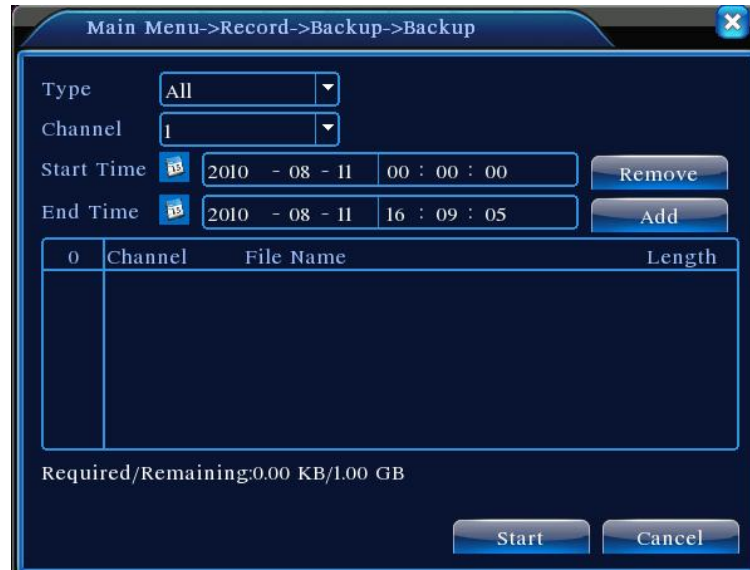 Main Menu->Record->Backup->Backup
Type All
Channel 1
Start Time 15 2010 - 08 - 11 00 : 00 : 00 Remove
End Time 15 2010 - 08 - 11 16 : 09 : 05 Add
0 Channel File Name Length
Required/Remaining:0.00 KB/1.00 GB
Start Cancel